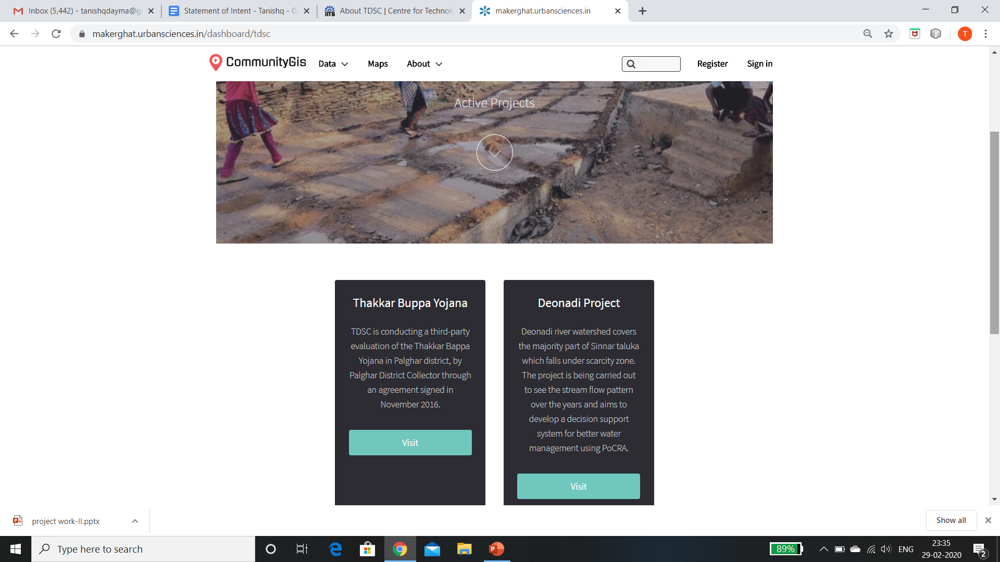 Inbox (5,442) - tanishqdayma@g
Statement of Intent - Tanishq - G
IITB
About TDSC | Centre for Technolo
makerghat.urbansciences.in
makerghat.urbansciences.in/dashboard/tdsc
T
CommunityGis
Data
Maps
About
Register
Sign in
Active Projects
Thakkar Buppa Yojana
TDSC is conducting a third-party
evaluation of the Thakkar Bappa
Yojana in Palghar district, by
Palghar District Collector through
an agreement signed in
November 2016.
Visit
Deonadi Project
Deonadi river watershed covers
the majority part of Sinnar taluka
which falls under scarcity zone.
The project is being carried out
to see the stream flow pattern
over the years and aims to
develop a decision support
system for better water
management using PoCRA.
Visit
project work-II.pptx
Show all
Type here to search
89%
ENG
23:35
29-02-2020
2